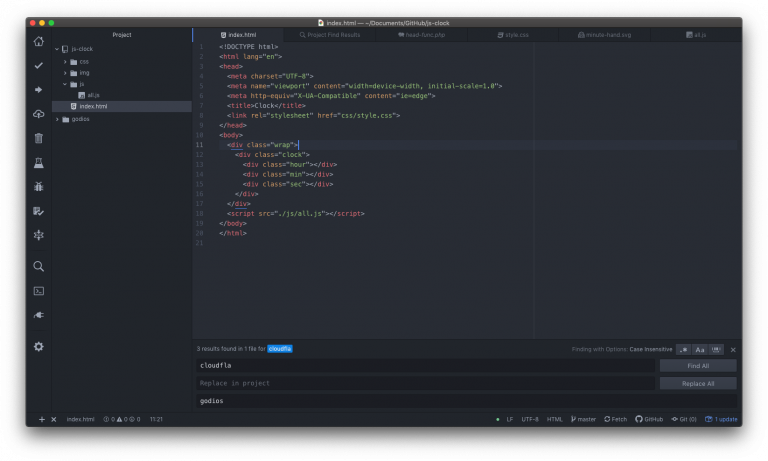 index.html — ~/Documents/GitHub/js-clock
Project
index.html
Project Find Results
head-func.php
style.css
minute-hand.svg
all.js
js-clock
css
img
js
all.js
index.html
godios
1 <!DOCTYPE html>
2 <html lang="en">
3 <head>
4 <meta charset="UTF-8">
5 <meta name="viewport" content="width=device-width, initial-scale=1.0">
6 <meta http-equiv="X-UA-Compatible" content="ie=edge">
7 <title>Clock</title>
8 <link rel="stylesheet" href="css/style.css">
9 </head>
10 <body>
11 <div class="wrap">
12 <div class="clock">
13 <div class="hour"></div>
14 <div class="min"></div>
15 <div class="sec"></div>
16 </div>
17 </div>
18 <script src="./js/all.js"></script>
19 </body>
20 </html>
21
3 results found in 1 file for cloudfla
Finding with Options: Case Insensitive
.* Aa
cloudfla
Find All
Replace in project
Replace All
godios
index.html 0 0 0 11:21
LF UTF-8 HTML master Fetch GitHub Git (0) 1 update